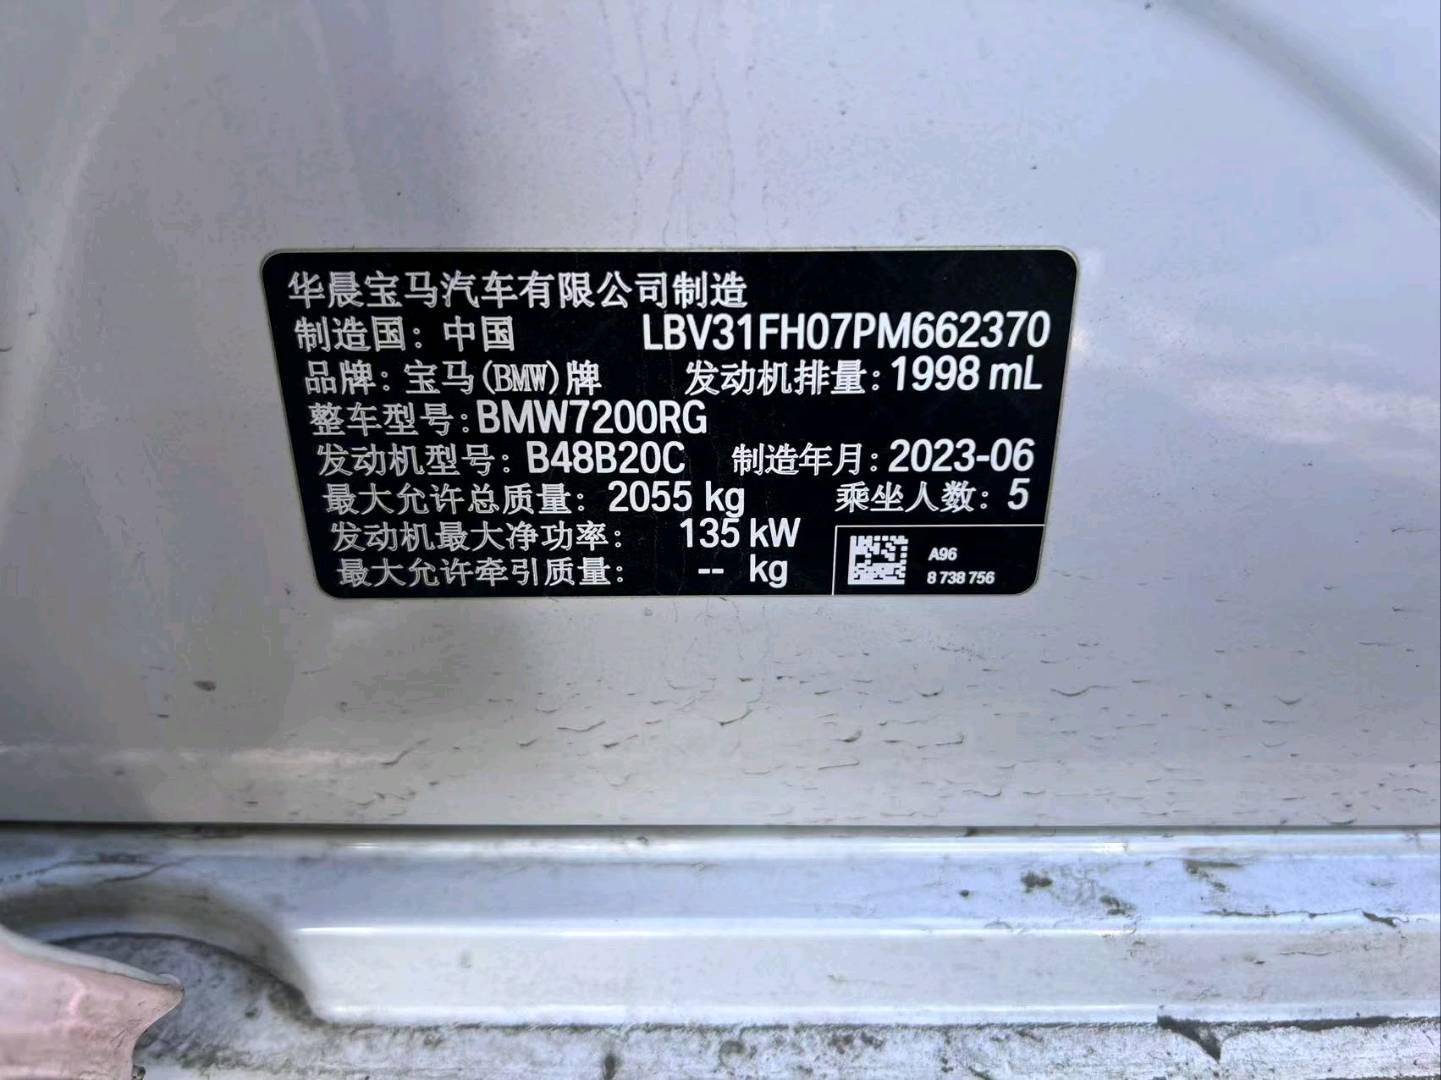 华晨宝马汽车有限公司制造
制造国：中国 LBV31FH07PM662370
品牌：宝马(BMW)牌 发动机排量：1998 mL
整车型号：BMW7200RG
发动机型号：B48B20C 制造年月：2023-06
最大允许总质量：2055 kg 乘坐人数：5
发动机最大净功率：135 kW
最大允许牵引质量：-- kg
A96
8 738 756